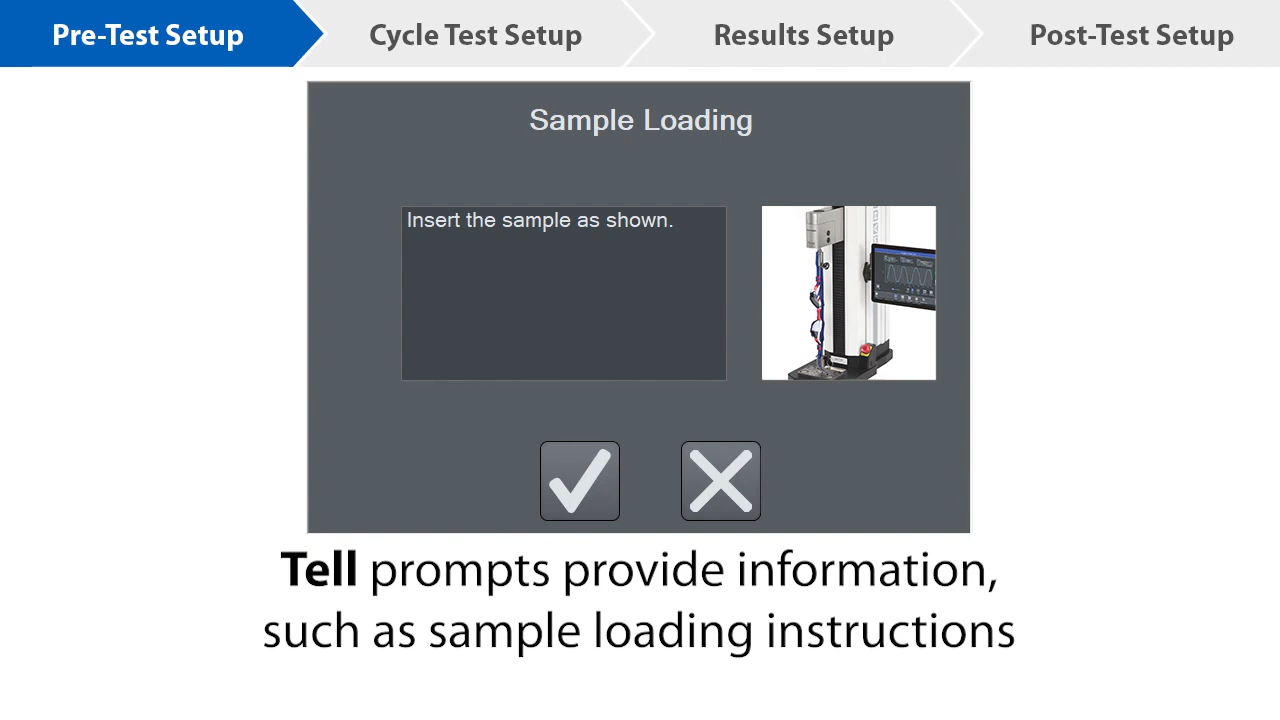 Pre-Test Setup
Cycle Test Setup
Results Setup
Post-Test Setup
Sample Loading
Insert the sample as shown.
Tell prompts provide information,
such as sample loading instructions